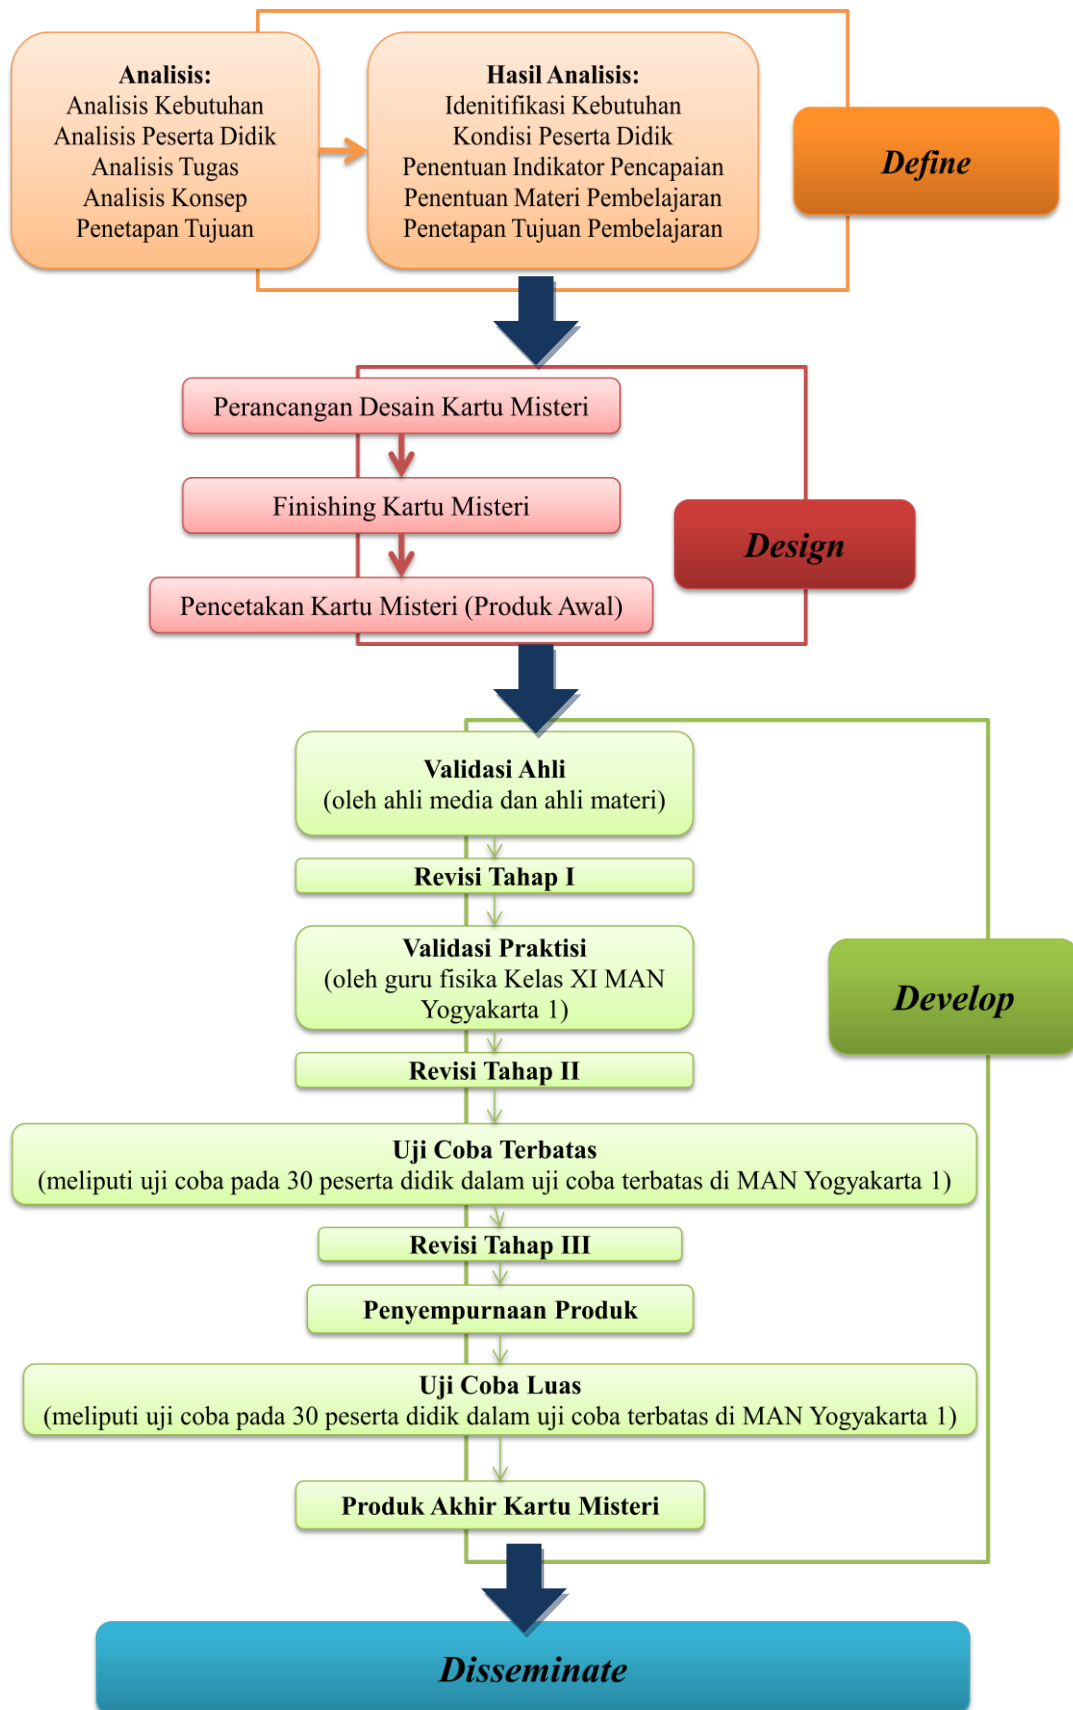 Analisis:
Analisis Kebutuhan
Analisis Peserta Didik
Analisis Tugas
Analisis Konsep
Penetapan Tujuan
Hasil Analisis:
Idenitifikasi Kebutuhan
Kondisi Peserta Didik
Penentuan Indikator Pencapaian
Penentuan Materi Pembelajaran
Penetapan Tujuan Pembelajaran
Define
Perancangan Desain Kartu Misteri
Finishing Kartu Misteri
Pencetakan Kartu Misteri (Produk Awal)
Design
Validasi Ahli
(oleh ahli media dan ahli materi)
Revisi Tahap I
Validasi Praktisi
(oleh guru fisika Kelas XI MAN
Yogyakarta 1)
Revisi Tahap II
Develop
Uji Coba Terbatas
(meliputi uji coba pada 30 peserta didik dalam uji coba terbatas di MAN Yogyakarta 1)
Revisi Tahap III
Penyempurnaan Produk
Uji Coba Luas
(meliputi uji coba pada 30 peserta didik dalam uji coba terbatas di MAN Yogyakarta 1)
Produk Akhir Kartu Misteri
Disseminate